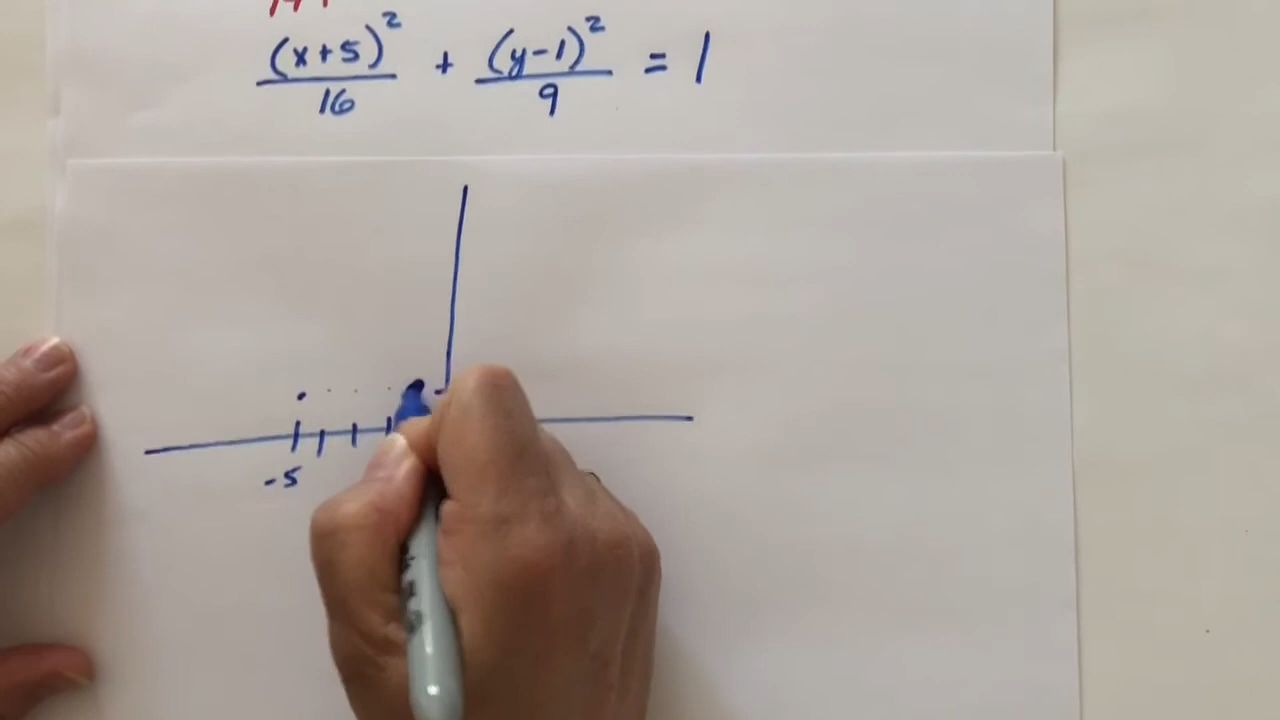 (x+5)²/16 + (y-1)²/9 = 1
-5